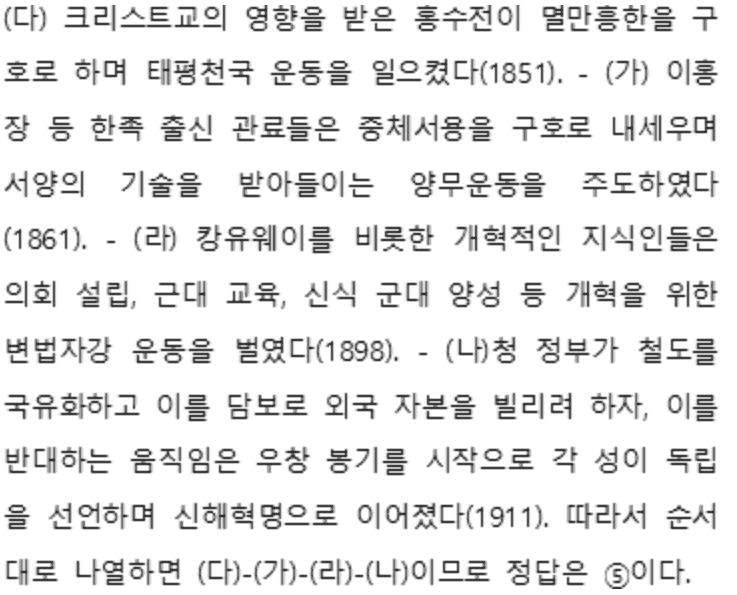 (다) 크리스트교의 영향을 받은 홍수전이 멸만흥한을 구
호로 하며 태평천국 운동을 일으켰다(1851). - (가) 이홍
장 등 한족 출신 관료들은 중체서용을 구호로 내세우며
서양의 기술을 받아들이는 양무운동을 주도하였다
(1861). - (라) 캉유웨이를 비롯한 개혁적인 지식인들은
의회 설립, 근대 교육, 신식 군대 양성 등 개혁을 위한
변법자강 운동을 벌였다(1898). - (나)청 정부가 철도를
국유화하고 이를 담보로 외국 자본을 빌리려 하자, 이를
반대하는 움직임은 우창 봉기를 시작으로 각 성이 독립
을 선언하며 신해혁명으로 이어졌다(1911). 따라서 순서
대로 나열하면 (다)-(가)-(라)-(나)이므로 정답은 ⑤이다.